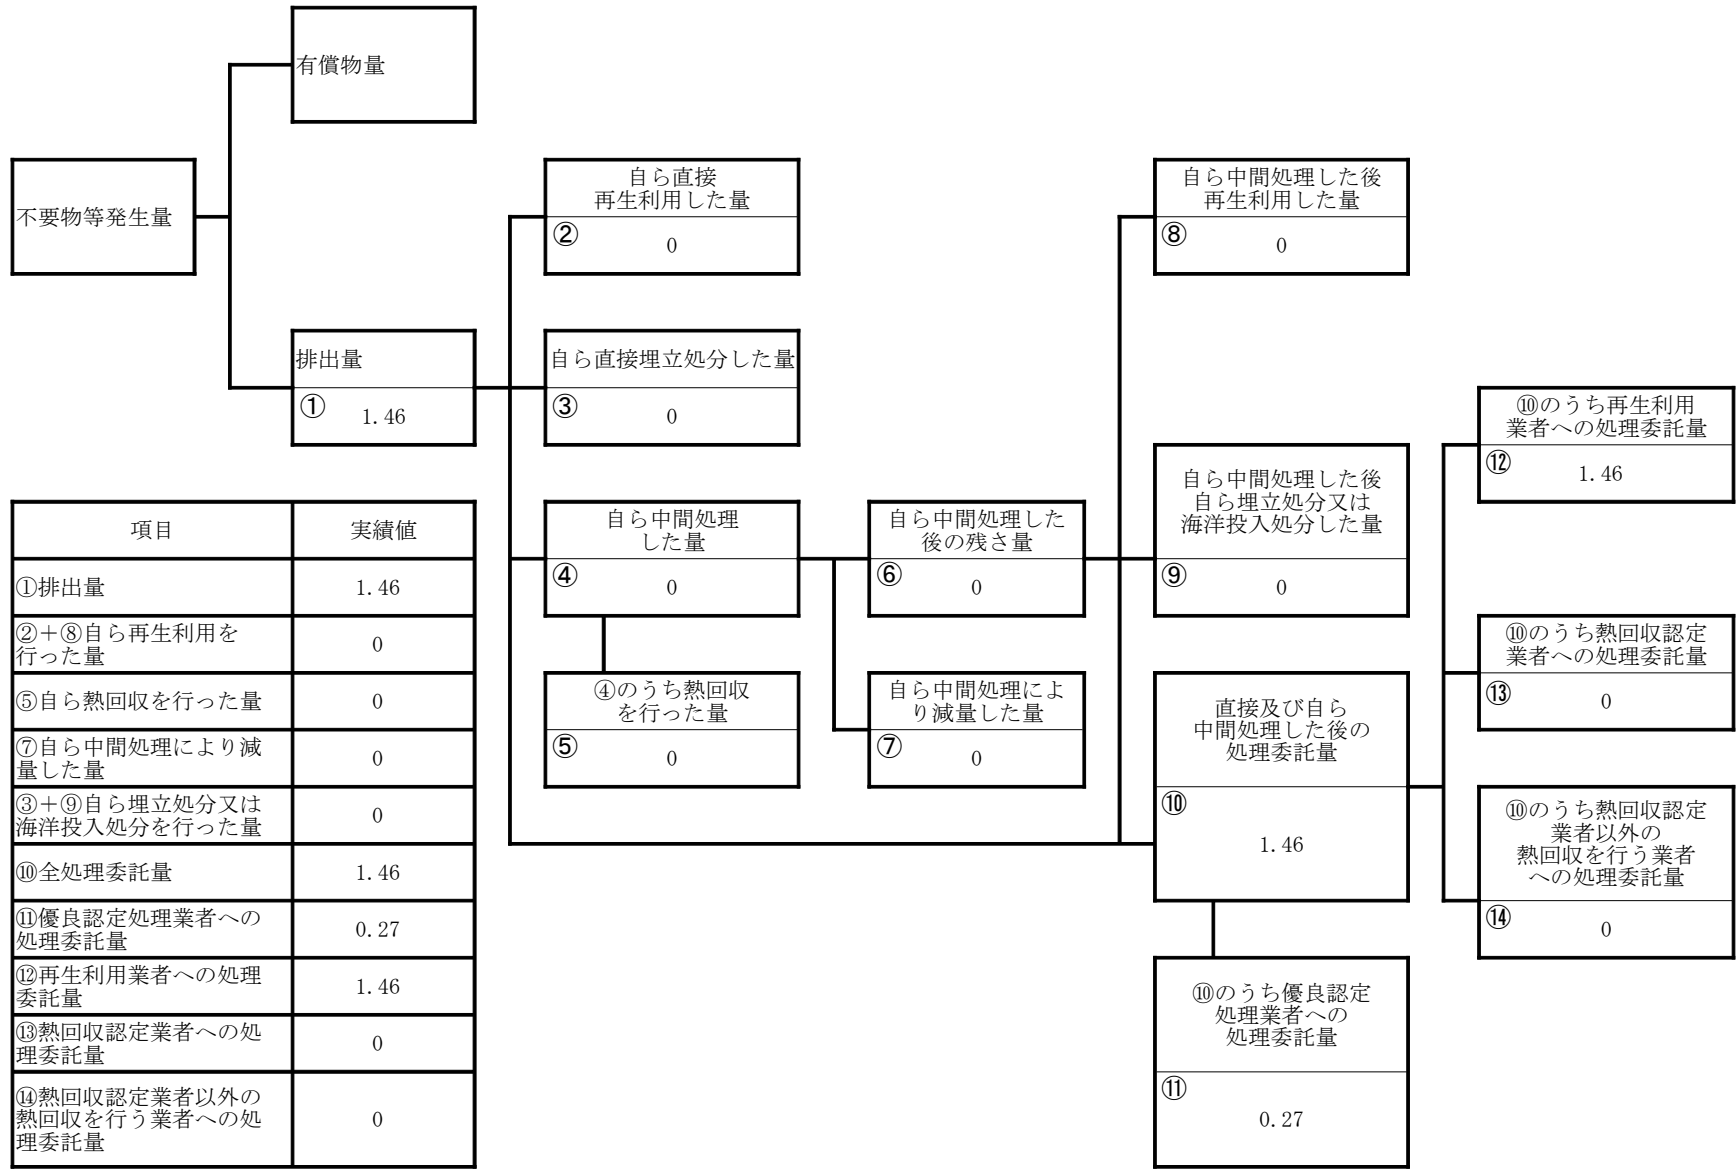 有償物量
不要物等発生量
自ら直接
再生利用した量
②
0
自ら中間処理した後
再生利用した量
⑧
0
排出量
①
1.46
自ら直接埋立処分した量
③
0
⑩のうち再生利用
業者への処理委託量
⑫
1.46
自ら中間処理した後
自ら埋立処分又は
海洋投入処分した量
⑨
0
自ら中間処理
した量
④
0
自ら中間処理した
後の残さ量
⑥
0
⑩のうち熱回収認定
業者への処理委託量
⑬
0
④のうち熱回収
を行った量
⑤
0
自ら中間処理によ
り減量した量
⑦
0
直接及び自ら
中間処理した後の
処理委託量
⑩
1.46
⑩のうち熱回収認定
業者以外の
熱回収を行う業者
への処理委託量
⑭
0
⑩のうち優良認定
処理業者への
処理委託量
⑪
0.27
項目 実績値
①排出量 1.46
②＋⑧自ら再生利用を
行った量 0
⑤自ら熱回収を行った量 0
⑦自ら中間処理により減
量した量 0
③＋⑨自ら埋立処分又は
海洋投入処分を行った量 0
⑩全処理委託量 1.46
⑪優良認定処理業者への
処理委託量 0.27
⑫再生利用業者への処理
委託量 1.46
⑬熱回収認定業者への処
理委託量 0
⑭熱回収認定業者以外の
熱回収を行う業者への処
理委託量 0